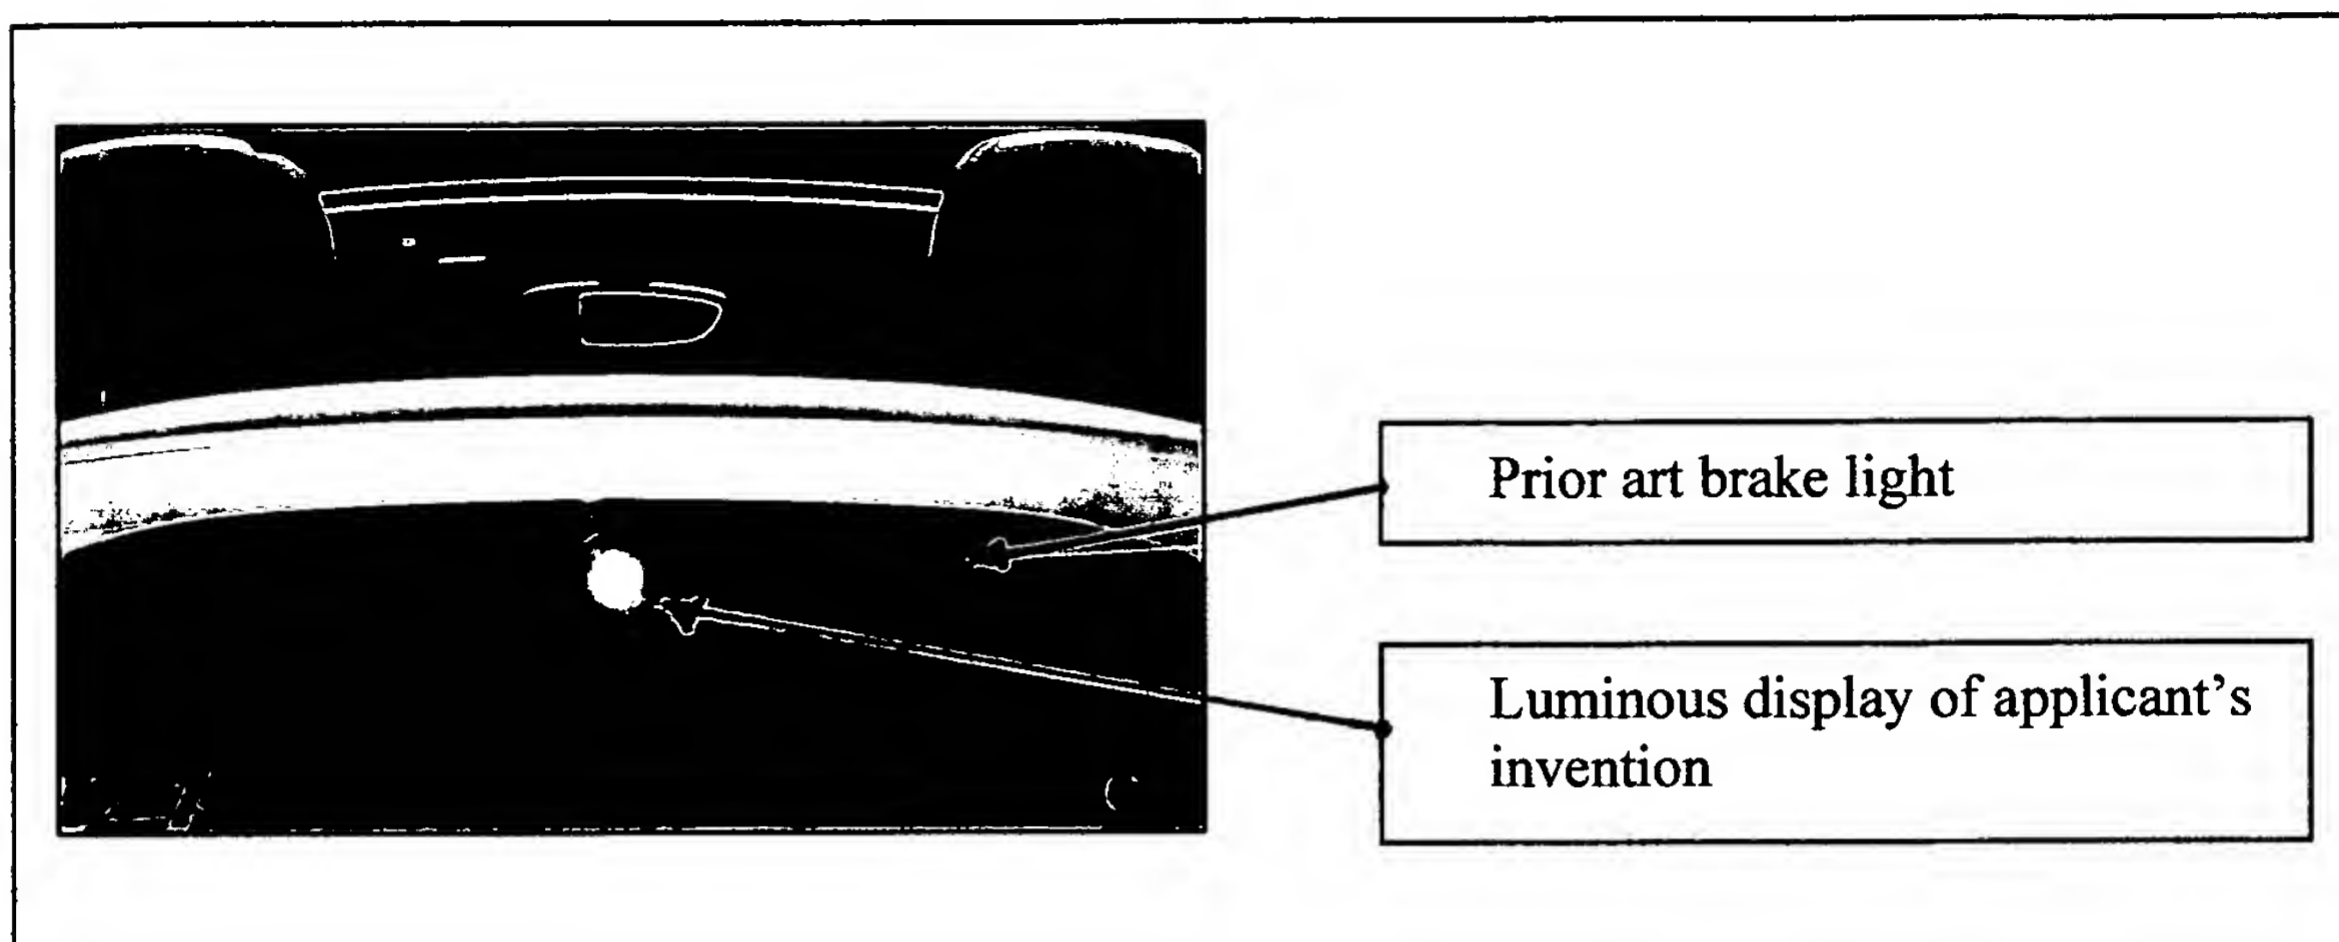 Prior art brake light
Luminous display of applicant’s
invention